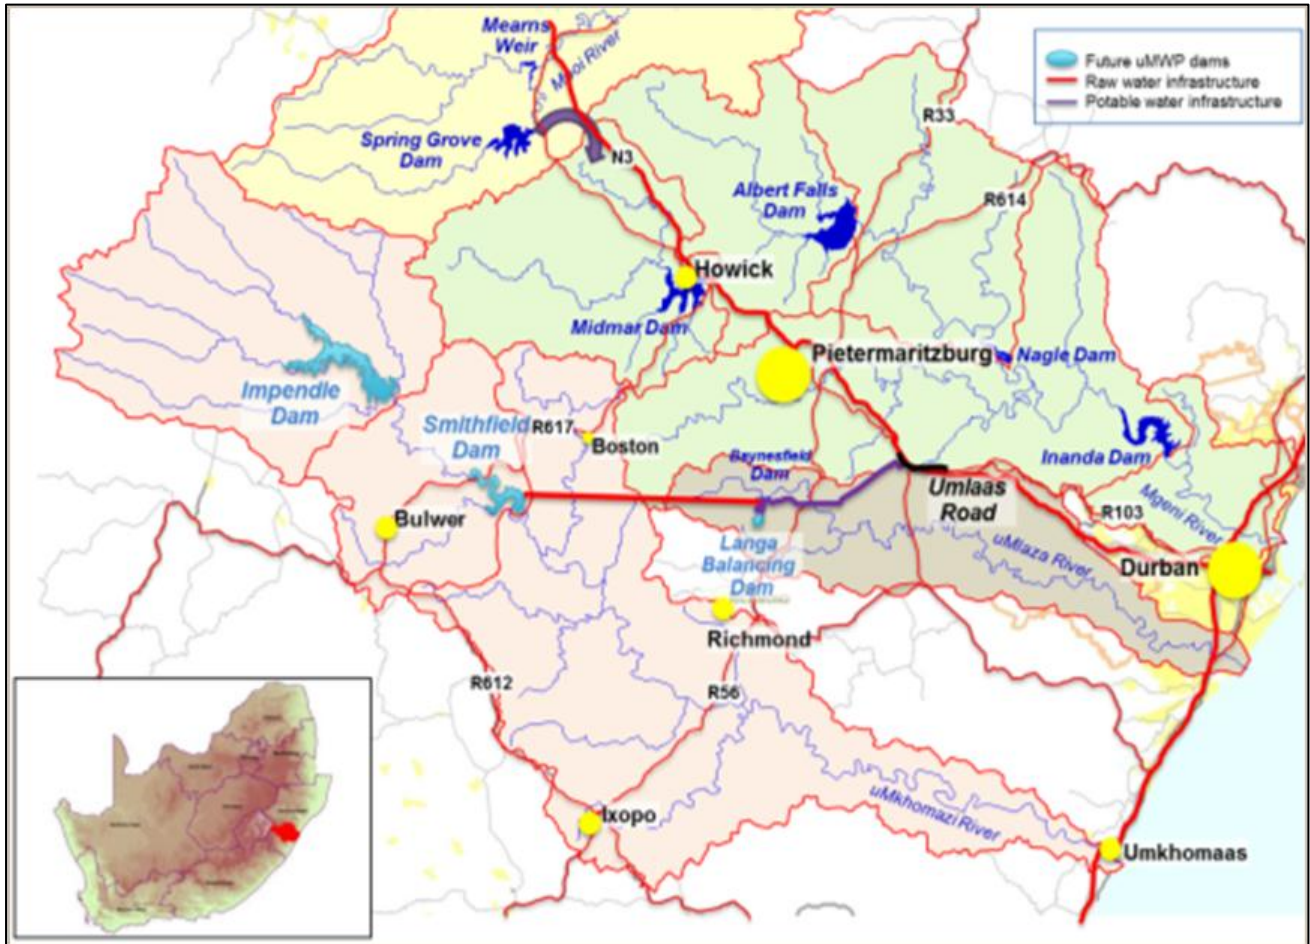 Mearns
Weir
Mooi River
Future uMWP dams
Raw water infrastructure
Potable water infrastructure
R33
Spring Grove
Dam
N3
Albert Falls
Dam
R614
Howick
Midmar Dam
Pietermaritzburg
Nagle Dam
Impendle
Dam
Smithfield
Dam
R617
Boston
Baynesfield
Dam
Inanda Dam
Umlaas
Road
Mgeni River
R103
Bulwer
Langa
Balancing
Dam
uMlaza River
Durban
Richmond
R612
R56
Ixopo
uMkhomazi River
Umkhomaas